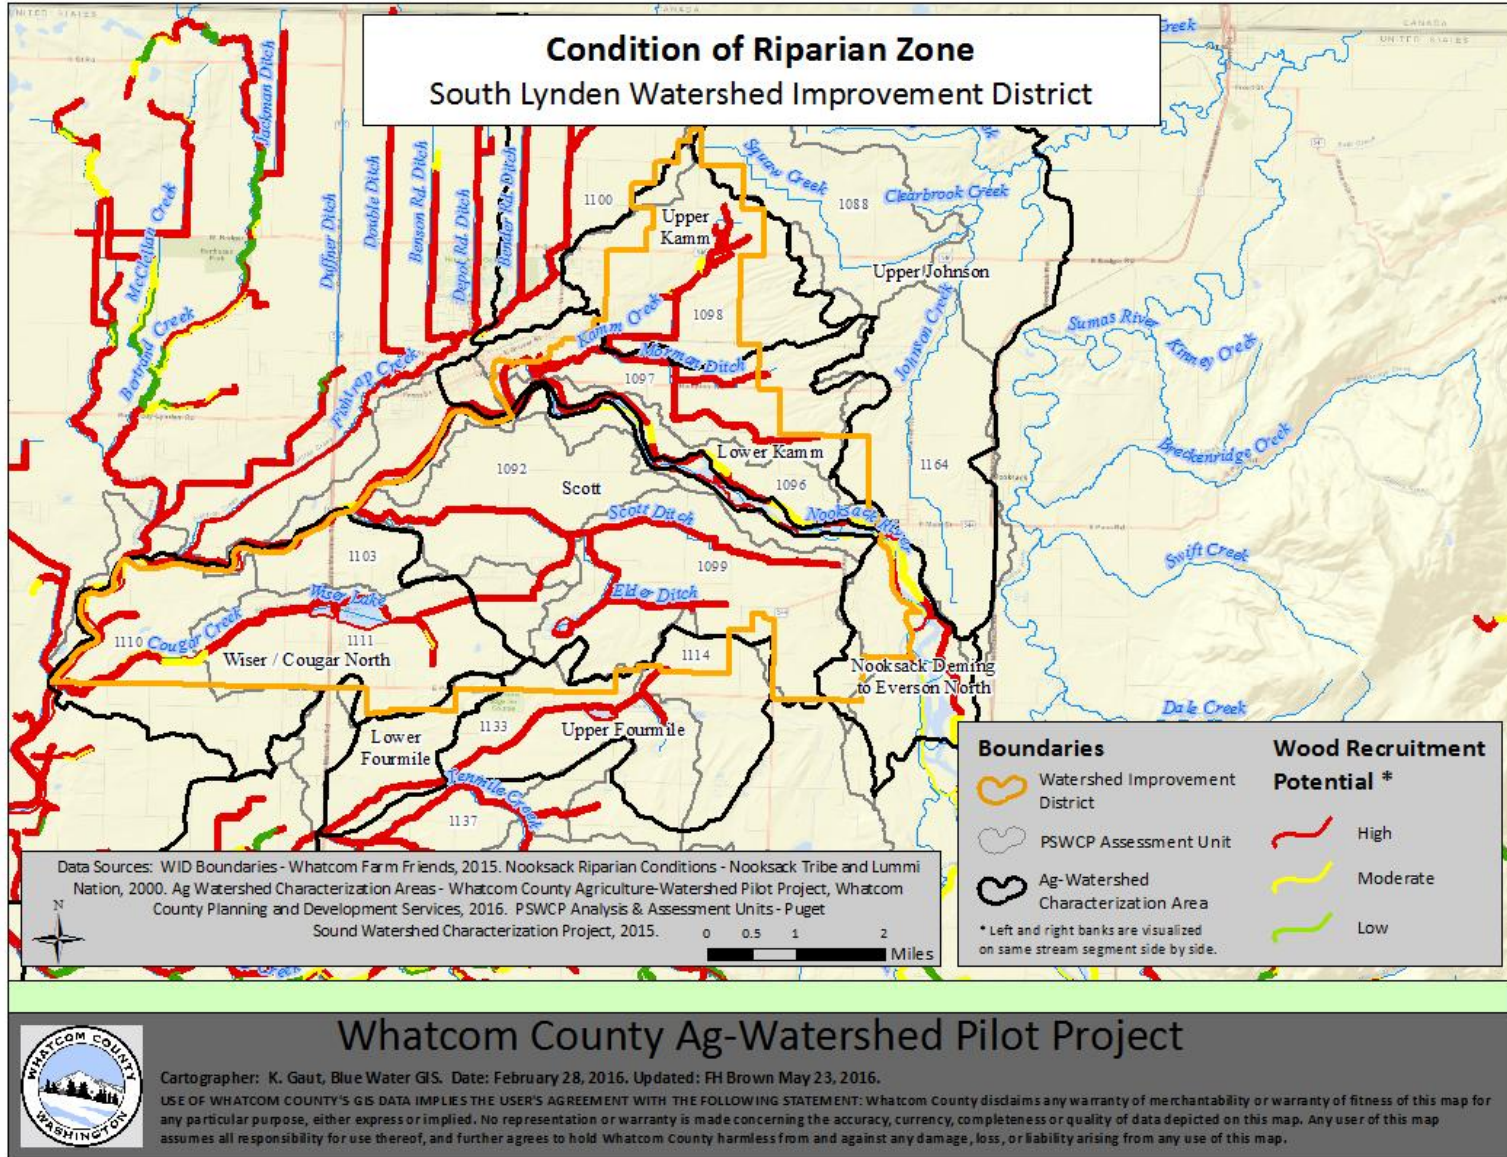 UNITED STATES
CANADA
Creek
CANADA
UNITED STATES
Condition of Riparian Zone
South Lynden Watershed Improvement District
Jackman Ditch
Double Ditch
Benson Rd. Ditch
Depot Rd. Ditch
Bender Rd. Ditch
Duffner Ditch
McClellan Creek
Bertrand Creek
Fishtrap Creek
Squaw Creek
Clearbrook Creek
1100
1088
Upper
Kamm
Upper/Johnson
1098
Kamm Creek
Mormon Ditch
Johnson Creek
Sumas River
Kinney Creek
1097
Breckenridge Creek
Lower Kamm
1092
1164
Scott
1096
Nooksack River
Scott Ditch
Swift Creek
1103
1099
Wiser Lake
Elder Ditch
1110
Cougar Creek
1111
Wiser / Cougar North
1114
Nooksack Deming
to Everson North
Dale Creek
1133
Upper Fourmile
Lower
Fourmile
Tenmile Creek
1137
Boundaries
Watershed Improvement
District
PSWCP Assessment Unit
Ag-Watershed
Characterization Area
* Left and right banks are visualized
on same stream segment side by side.
Wood Recruitment
Potential *
High
Moderate
Low
Data Sources: WID Boundaries - Whatcom Farm Friends, 2015. Nooksack Riparian Conditions - Nooksack Tribe and Lummi
Nation, 2000. Ag Watershed Characterization Areas - Whatcom County Agriculture-Watershed Pilot Project, Whatcom
County Planning and Development Services, 2016. PSWCP Analysis & Assessment Units - Puget
Sound Watershed Characterization Project, 2015.
N
0 0.5 1 2
Miles
Creek
Whatcom County Ag-Watershed Pilot Project
WHATCOM COUNTY
WASHINGTON
Cartographer: K. Gaut, Blue Water GIS. Date: February 28, 2016. Updated: FH Brown May 23, 2016.
USE OF WHATCOM COUNTY'S GIS DATA IMPLIES THE USER'S AGREEMENT WITH THE FOLLOWING STATEMENT: Whatcom County disclaims any warranty of merchantability or warranty of fitness of this map for
any particular purpose, either express or implied. No representation or warranty is made concerning the accuracy, currency, completeness or quality of data depicted on this map. Any user of this map
assumes all responsibility for use thereof, and further agrees to hold Whatcom County harmless from and against any damage, loss, or liability arising from any use of this map.